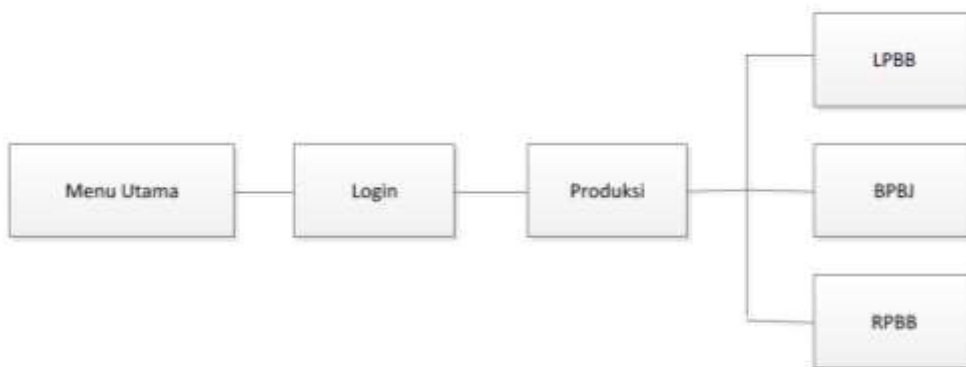 LPBB
Menu Utama
Login
Produksi
BPBJ
RPBB